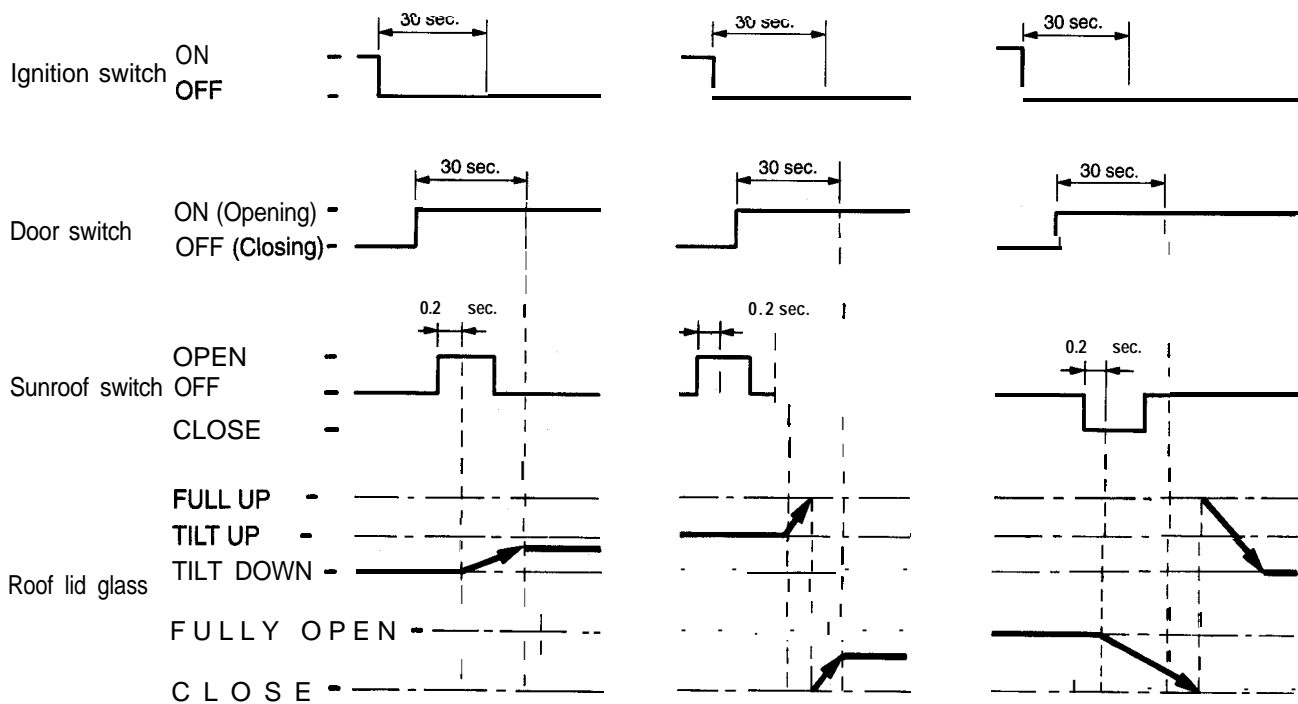 30 sec. 30 sec. 30 sec.
Ignition switch ON
OFF
30 sec. 30 sec. 30 sec.
Door switch ON (Opening)
OFF (Closing)
0.2 sec. 0.2 sec. 0.2 sec.
OPEN
Sunroof switch OFF
CLOSE
FULL UP
TILT UP
Roof lid glass TILT DOWN
FULLY OPEN
CLOSE